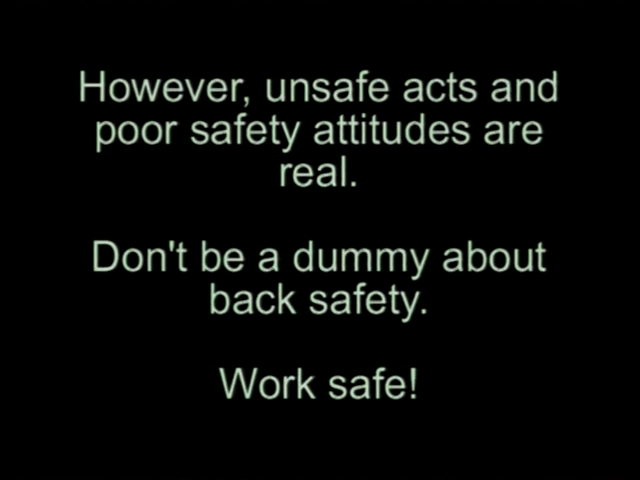 However, unsafe acts and
poor safety attitudes are
real.
Don't be a dummy about
back safety.
Work safe!